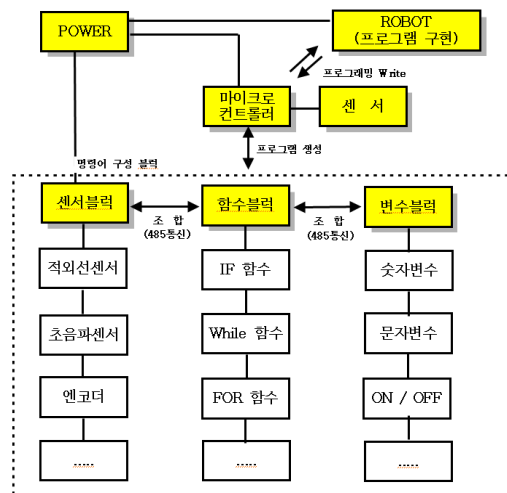 POWER
ROBOT
(프로그램 구현)
프로그래밍 Write
마이크로
컨트롤러
센 서
프로그램 생성
명령어 구성 블럭
센서블럭
함수블럭
변수블럭
조 합
(485통신)
조 합
(485통신)
적외선센서
IF 함수
숫자변수
초음파센서
While 함수
문자변수
엔코더
FOR 함수
ON / OFF
.....
.....
.....